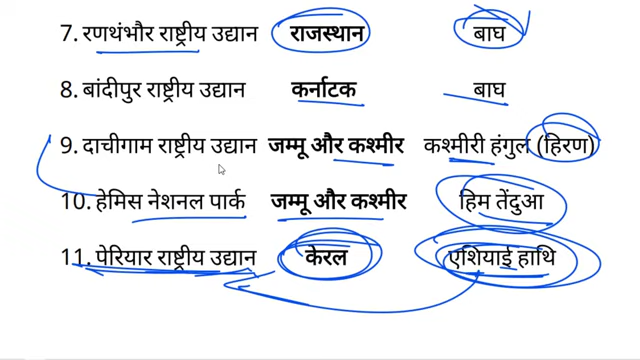 7. रणथंभौर राष्ट्रीय उद्यान राजस्थान बाघ
8. बांदीपुर राष्ट्रीय उद्यान कर्नाटक बाघ
9. दाचीगाम राष्ट्रीय उद्यान जम्मू और कश्मीर कश्मीरी हंगुल (हिरण)
10. हेमिस नेशनल पार्क जम्मू और कश्मीर हिम तेंदुआ
11. पेरियार राष्ट्रीय उद्यान केरल एशियाई हाथि